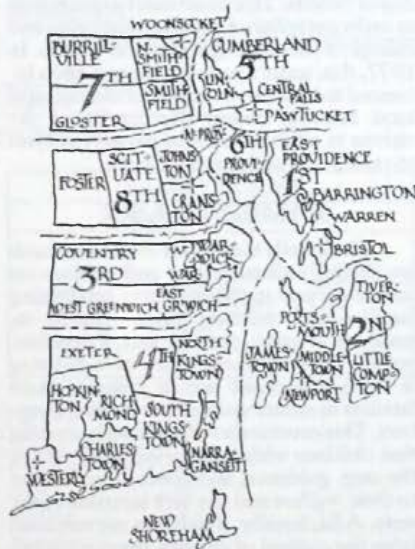 WOONSOCKET
BURRILL-
VILLE
N.
SMITH-
FIELD
CUMBERLAND
5TH
7TH
SMITH-
FIELD
LIN-
COLN
CENTRAL
FALLS
PAWTUCKET
GLOSTER
N. PROV.
6TH
PROVI-
DENCE
EAST
PROVIDENCE
1ST
FOSTER
SCIT-
UATE
8TH
JOHNS-
TON
CRANS-
TON
BARRINGTON
WARREN
BRISTOL
COVENTRY
3RD
W.
WAR.
WAR-
WICK
WEST GREENWICH
EAST
GR'WICH
TIVER-
TON
PORTS-
MOUTH
2ND
EXETER
4TH
NORTH
KINGS-
TOWN
JAMES-
TOWN
MIDDLE-
TOWN
NEWPORT
LITTLE
COMP-
TON
HOPKIN-
TON
RICH-
MOND
SOUTH
KINGS-
TOWN
CHARLES-
TOWN
NARRA-
GANSETT
WESTERLY
NEW
SHOREHAM